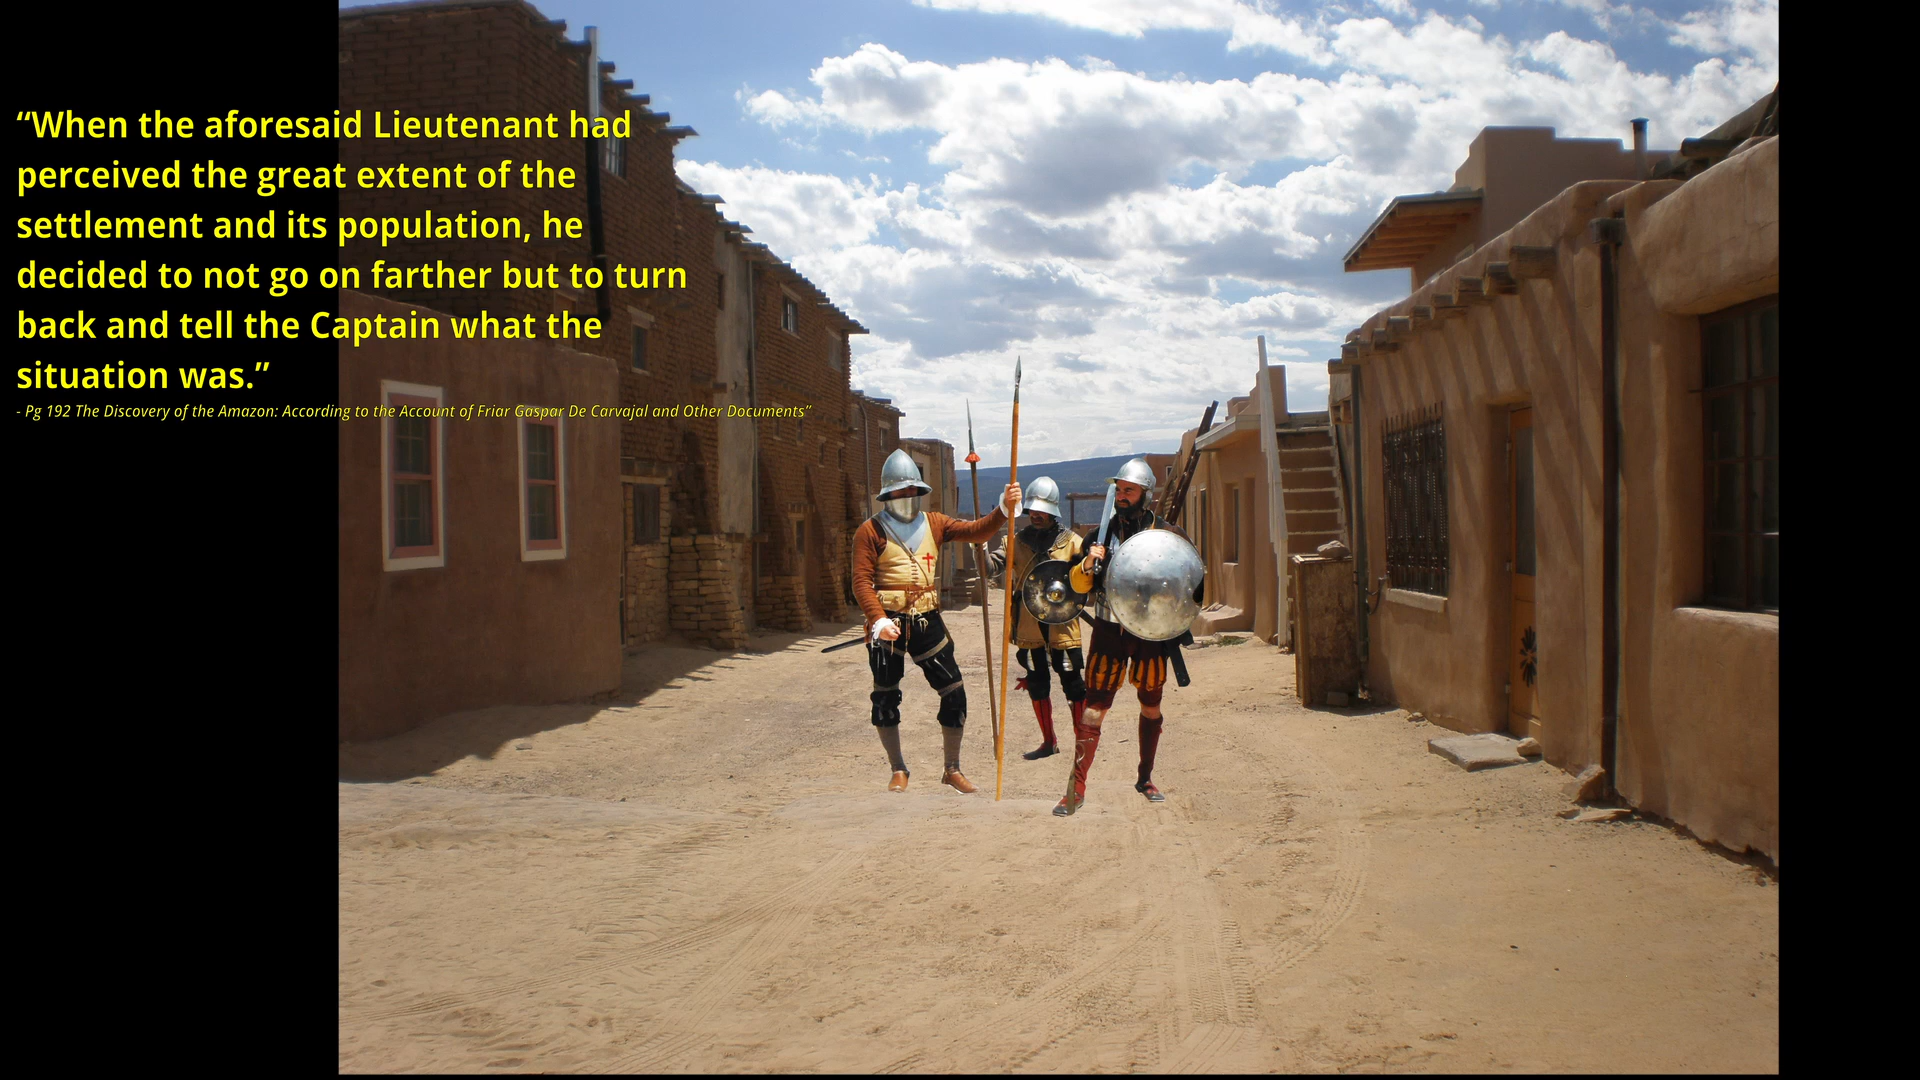 “When the aforesaid Lieutenant had
perceived the great extent of the
settlement and its population, he
decided to not go on farther but to turn
back and tell the Captain what the
situation was.”
- Pg 192 The Discovery of the Amazon: According to the Account of Friar Gaspar De Carvajal and Other Documents”